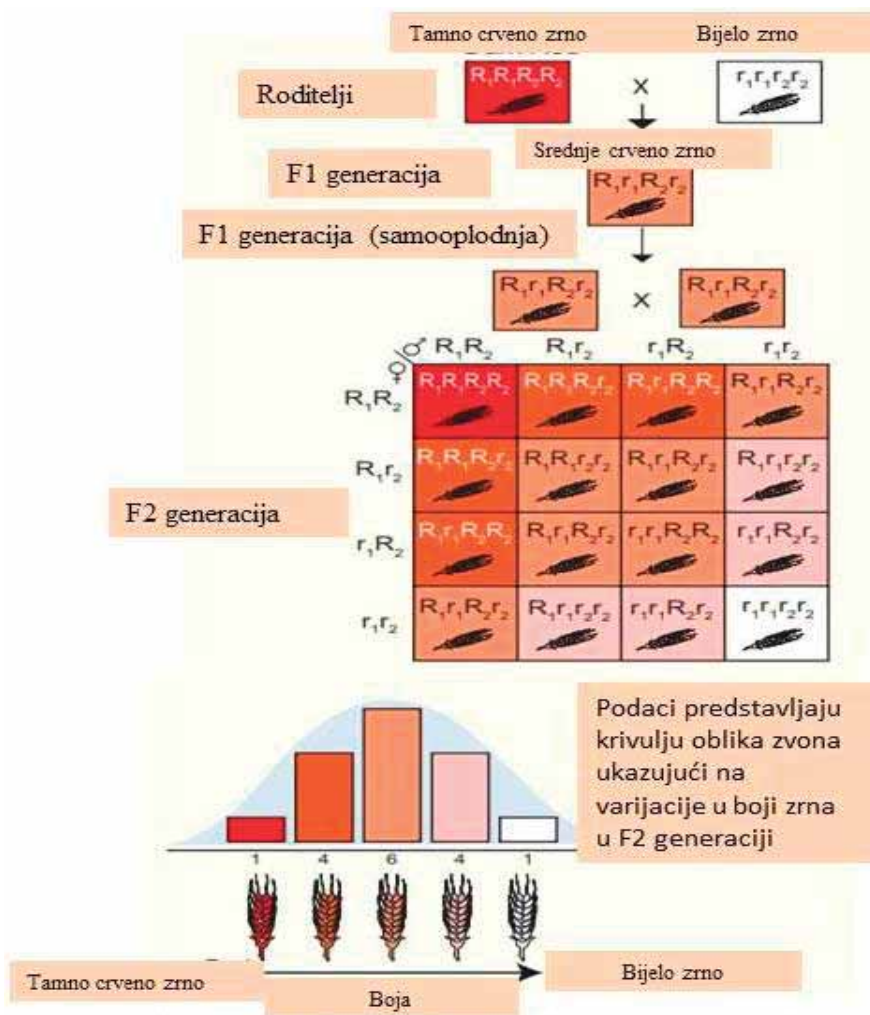 Tamno crveno zrno Bijelo zrno
R₁R₁R₂R₂ r₁r₁r₂r₂
Roditelji X
Srednje crveno zrno
F1 generacija
R₁r₁R₂r₂
F1 generacija (samooplodnja)
R₁r₁R₂r₂ X R₁r₁R₂r₂
♀/♂ R₁R₂ R₁r₂ r₁R₂ r₁r₂
R₁R₂ R₁R₁R₂R₂ R₁R₁R₂r₂ R₁r₁R₂R₂ R₁r₁R₂r₂
R₁r₂ R₁R₁R₂r₂ R₁R₁r₂r₂ R₁r₁R₂r₂ R₁r₁r₂r₂
F2 generacija
r₁R₂ R₁r₁R₂R₂ R₁r₁R₂r₂ r₁r₁R₂R₂ r₁r₁R₂r₂
r₁r₂ R₁r₁R₂r₂ R₁r₁r₂r₂ r₁r₁R₂r₂ r₁r₁r₂r₂
Podaci predstavljaju
krivulju oblika zvona
ukazujući na
varijacije u boji zrna
u F2 generaciji
1 4 6 4 1
Tamno crveno zrno Bijelo zrno
Boja